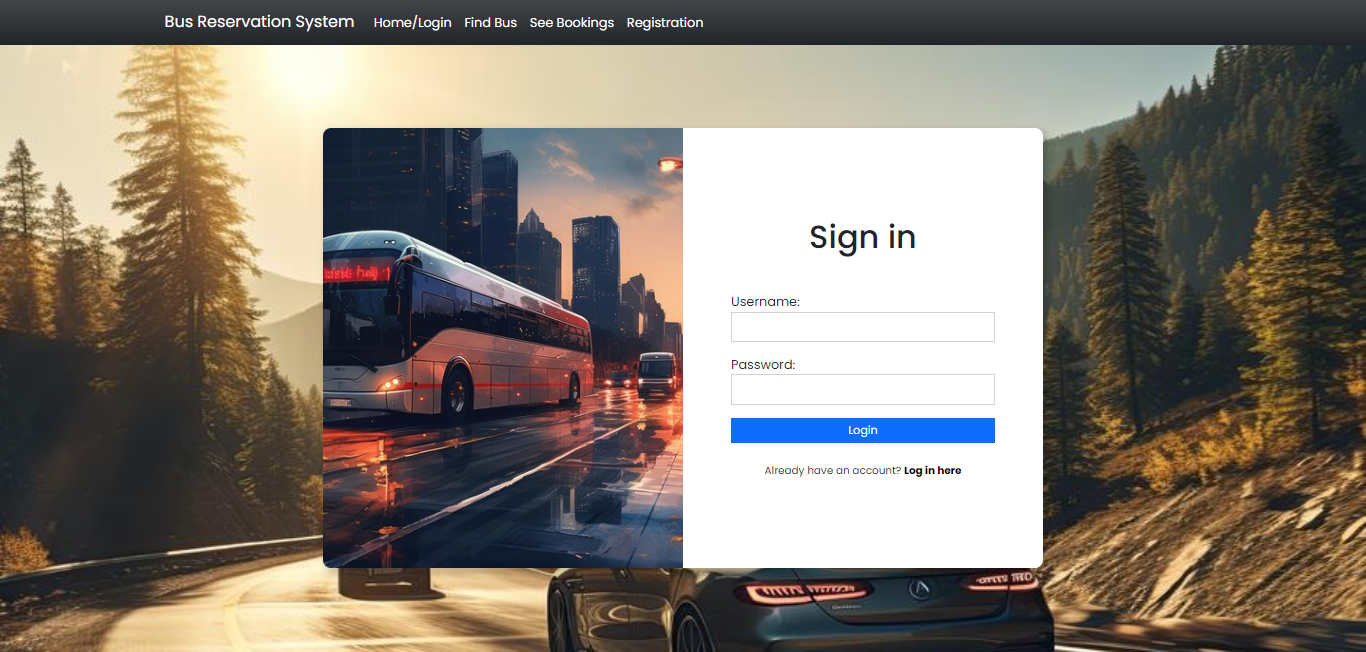 Bus Reservation System Home/Login Find Bus See Bookings Registration
Sign in
Username:
Password:
Login
Already have an account? Log in here